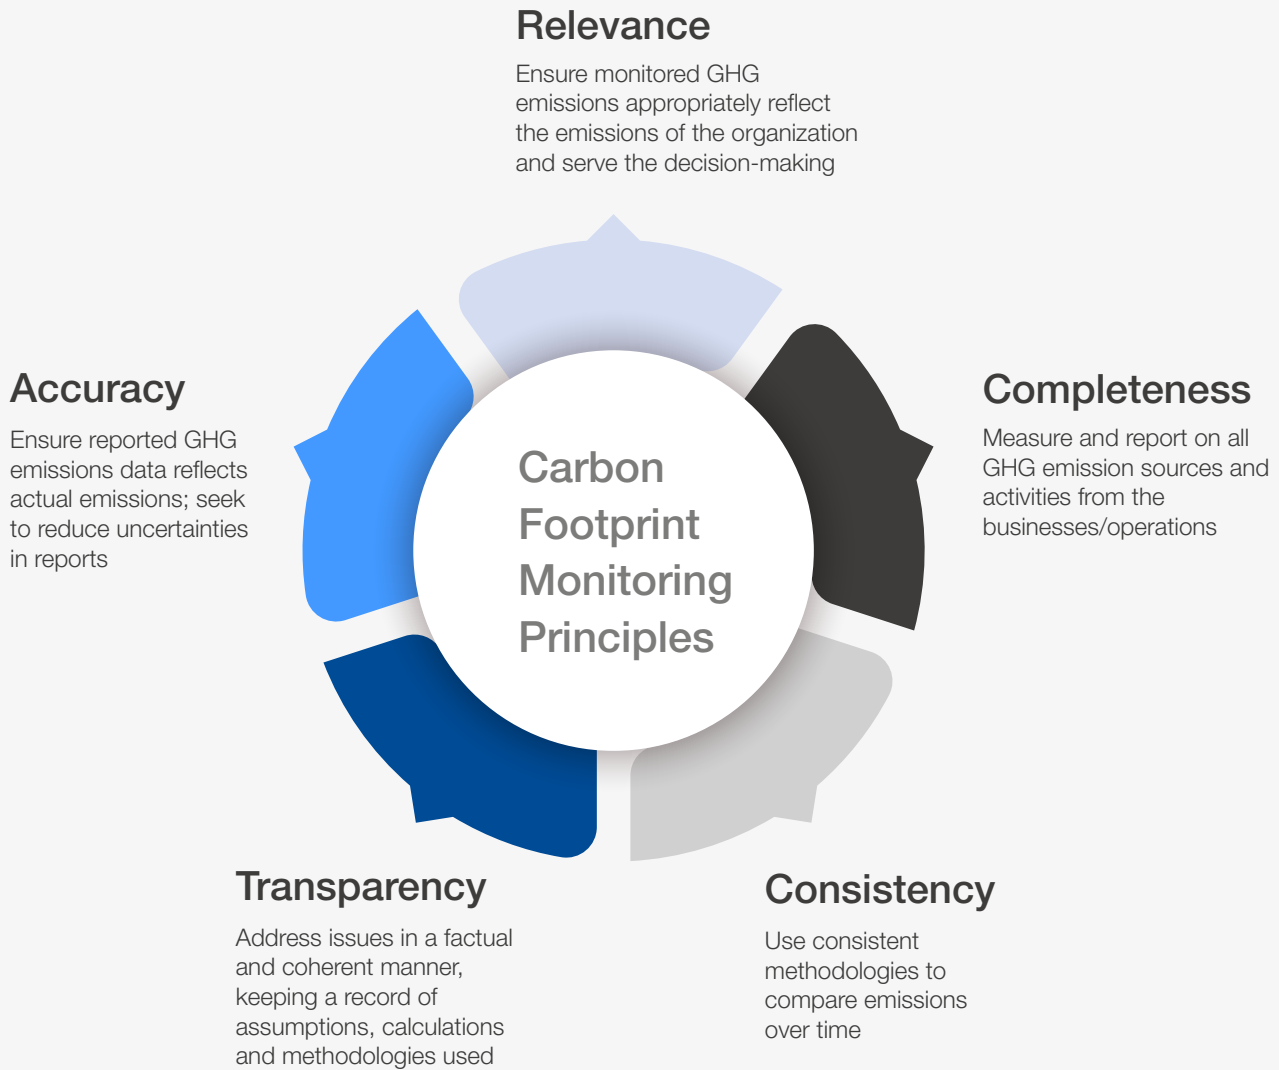 Relevance
Ensure monitored GHG
emissions appropriately reflect
the emissions of the organization
and serve the decision-making
Accuracy
Ensure reported GHG
emissions data reflects
actual emissions; seek
to reduce uncertainties
in reports
Carbon
Footprint
Monitoring
Principles
Completeness
Measure and report on all
GHG emission sources and
activities from the
businesses/operations
Transparency
Address issues in a factual
and coherent manner,
keeping a record of
assumptions, calculations
and methodologies used
Consistency
Use consistent
methodologies to
compare emissions
over time